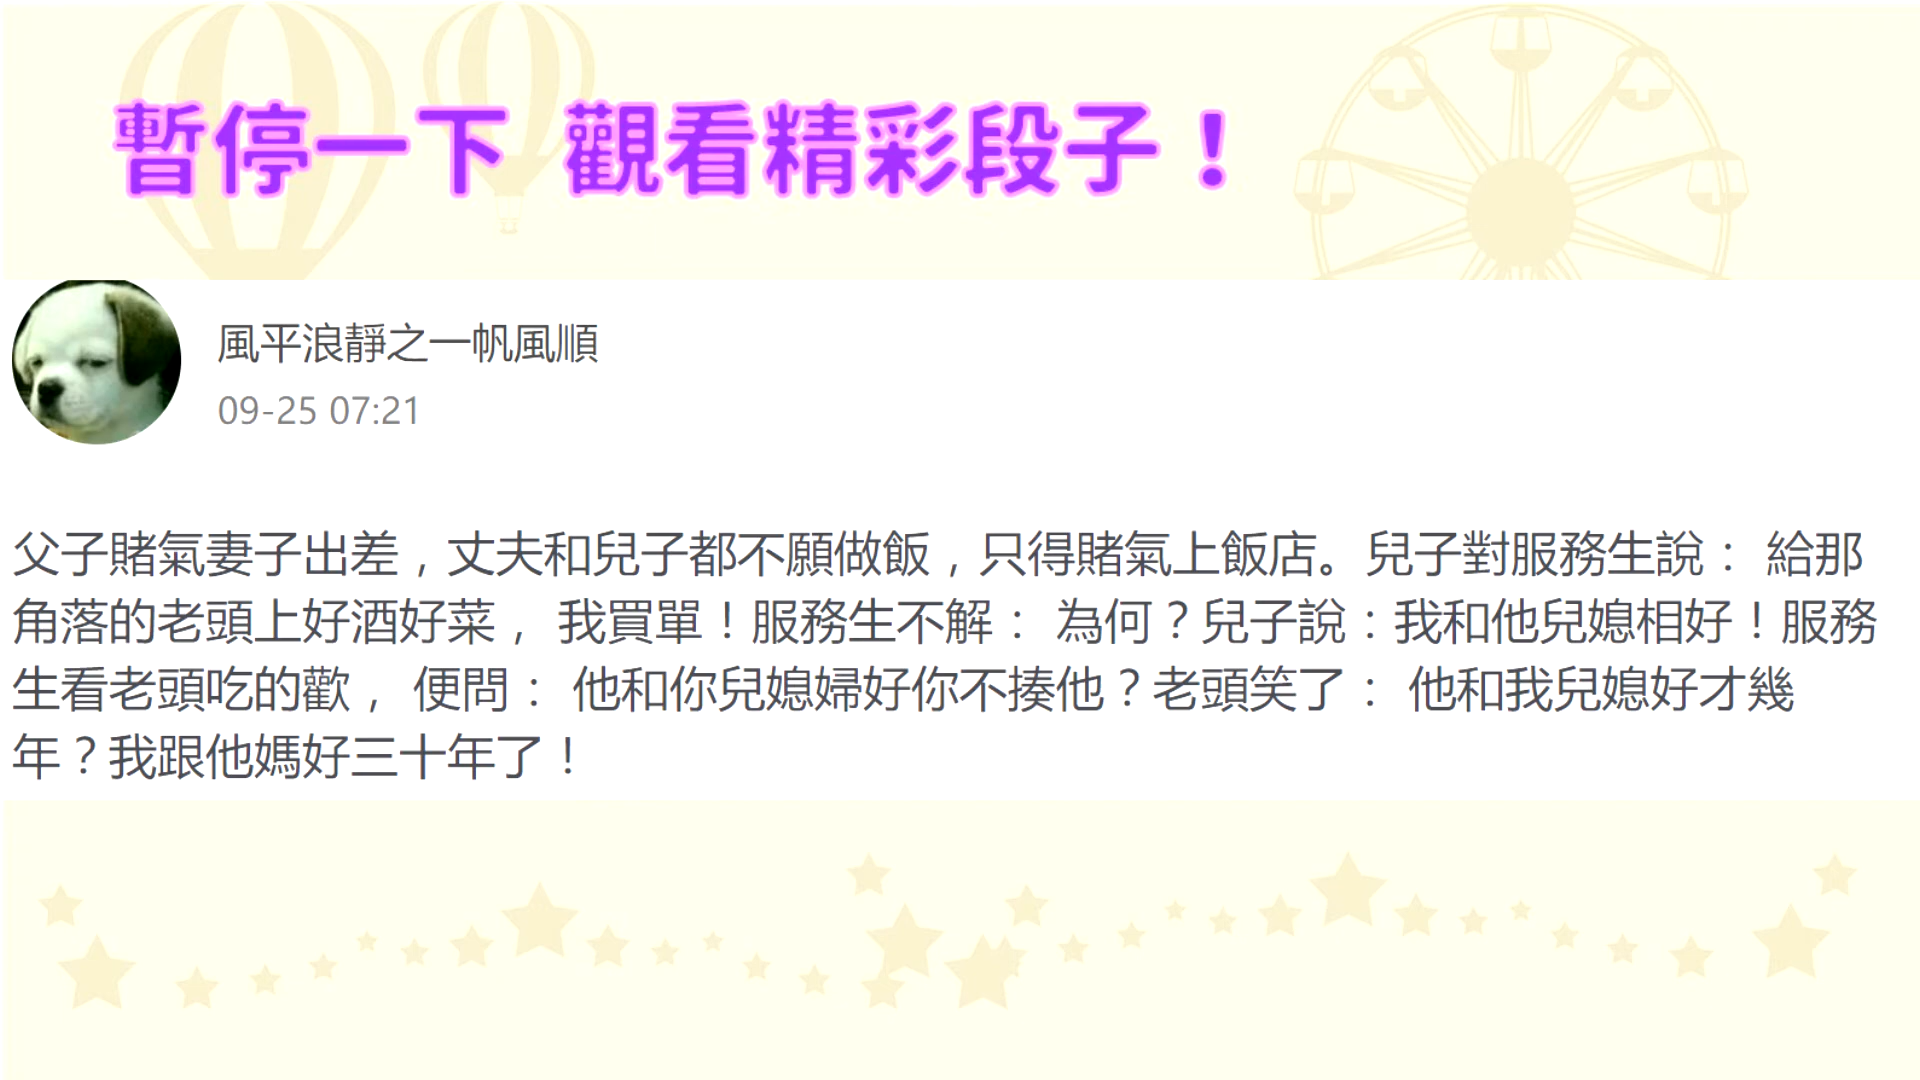 暫停一下 觀看精彩段子！
風平浪靜之一帆風順
09-25 07:21
父子賭氣妻子出差，丈夫和兒子都不願做飯，只得賭氣上飯店。兒子對服務生說： 給那
角落的老頭上好酒好菜， 我買單！服務生不解： 為何？兒子說：我和他兒媳相好！服務
生看老頭吃的歡， 便問： 他和你兒媳婦好你不揍他？老頭笑了： 他和我兒媳好才幾
年？我跟他媽好三十年了！